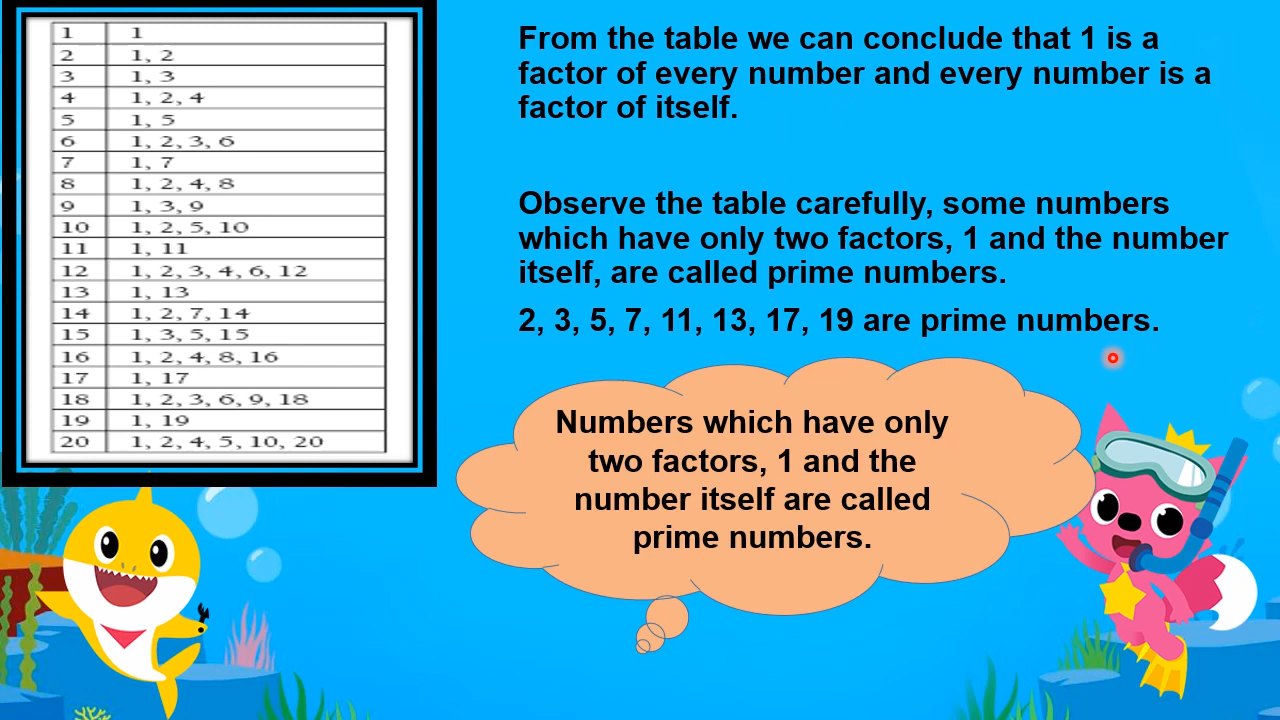 1 1
2 1, 2
3 1, 3
4 1, 2, 4
5 1, 5
6 1, 2, 3, 6
7 1, 7
8 1, 2, 4, 8
9 1, 3, 9
10 1, 2, 5, 10
11 1, 11
12 1, 2, 3, 4, 6, 12
13 1, 13
14 1, 2, 7, 14
15 1, 3, 5, 15
16 1, 2, 4, 8, 16
17 1, 17
18 1, 2, 3, 6, 9, 18
19 1, 19
20 1, 2, 4, 5, 10, 20
From the table we can conclude that 1 is a
factor of every number and every number is a
factor of itself.
Observe the table carefully, some numbers
which have only two factors, 1 and the number
itself, are called prime numbers.
2, 3, 5, 7, 11, 13, 17, 19 are prime numbers.
Numbers which have only
two factors, 1 and the
number itself are called
prime numbers.